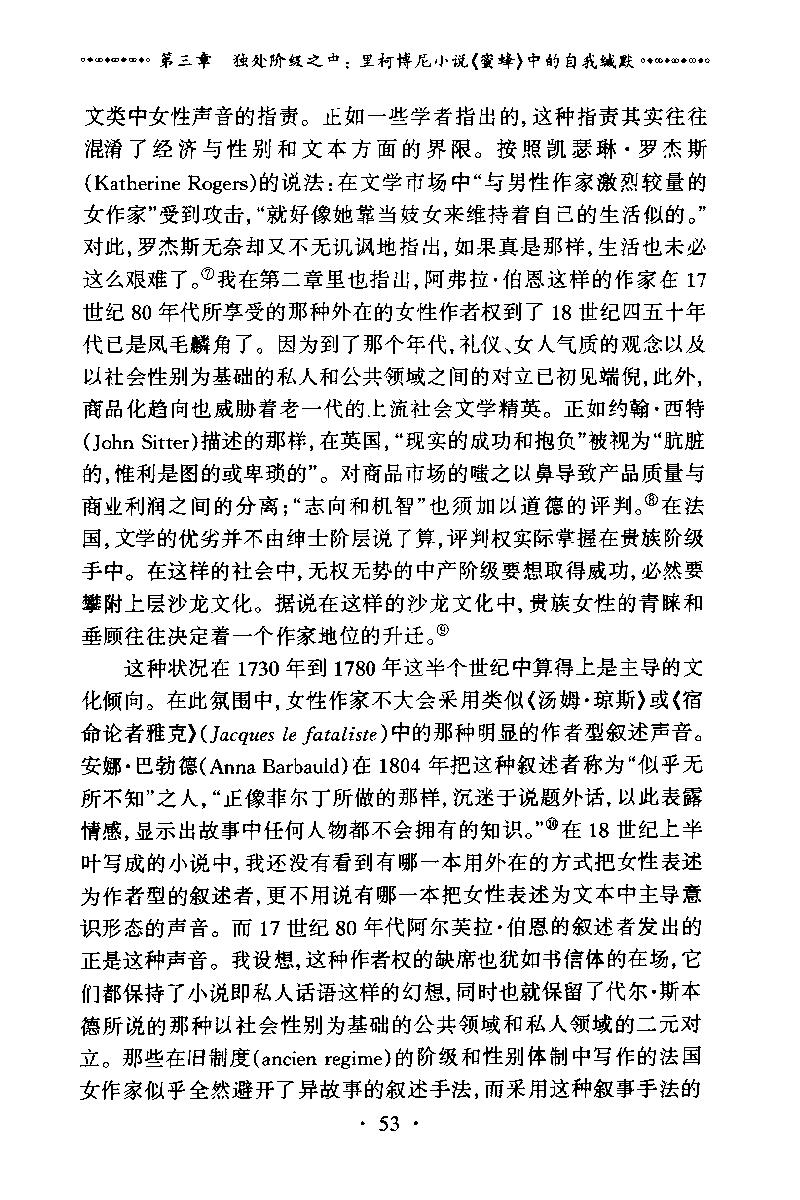 第三章 独处阶级之中：里柯博尼小说《蜜蜂》中的自我缄默
文类中女性声音的指责。正如一些学者指出的，这种指责其实往往
混淆了经济与性别和文本方面的界限。按照凯瑟琳·罗杰斯
(Katherine Rogers)的说法：在文学市场中“与男性作家激烈较量的
女作家”受到攻击，“就好像她靠当妓女来维持着自己的生活似的。”
对此，罗杰斯无奈却又不无讥讽地指出，如果真是那样，生活也未必
这么艰难了。⑦我在第二章里也指出，阿弗拉·伯恩这样的作家在 17
世纪 80 年代所享受的那种外在的女性作者权到了 18 世纪四五十年
代已是凤毛麟角了。因为到了那个年代，礼仪、女人气质的观念以及
以社会性别为基础的私人和公共领域之间的对立已初见端倪，此外，
商品化趋向也威胁着老一代的上流社会文学精英。正如约翰·西特
(John Sitter)描述的那样，在英国，“现实的成功和抱负”被视为“肮脏
的，惟利是图的或卑琐的”。对商品市场的嗤之以鼻导致产品质量与
商业利润之间的分离；“志向和机智”也须加以道德的评判。⑧在法
国，文学的优劣并不由绅士阶层说了算，评判权实际掌握在贵族阶级
手中。在这样的社会中，无权无势的中产阶级要想取得成功，必然要
攀附上层沙龙文化。据说在这样的沙龙文化中，贵族女性的青睐和
垂顾往往决定着一个作家地位的升迁。⑨
这种状况在 1730 年到 1780 年这半个世纪中算得上是主导的文
化倾向。在此氛围中，女性作家不大会采用类似《汤姆·琼斯》或《宿
命论者雅克》(Jacques le fataliste)中的那种明显的作者型叙述声音。
安娜·巴勃德(Anna Barbauld)在 1804 年把这种叙述者称为“似乎无
所不知”之人，“正像菲尔丁所做的那样，沉迷于说题外话，以此表露
情感，显示出故事中任何人物都不会拥有的知识。”⑩在 18 世纪上半
叶写成的小说中，我还没有看到有哪一本用外在的方式把女性表述
为作者型的叙述者，更不用说有哪一本把女性表述为文本中主导意
识形态的声音。而 17 世纪 80 年代阿尔芙拉·伯恩的叙述者发出的
正是这种声音。我设想，这种作者权的缺席也犹如书信体的在场，它
们都保持了小说即私人话语这样的幻想，同时也就保留了代尔·斯本
德所说的那种以社会性别为基础的公共领域和私人领域的二元对
立。那些在旧制度(ancien regime)的阶级和性别体制中写作的法国
女作家似乎全然避开了异故事的叙述手法，而采用这种叙事手法的
· 53 ·